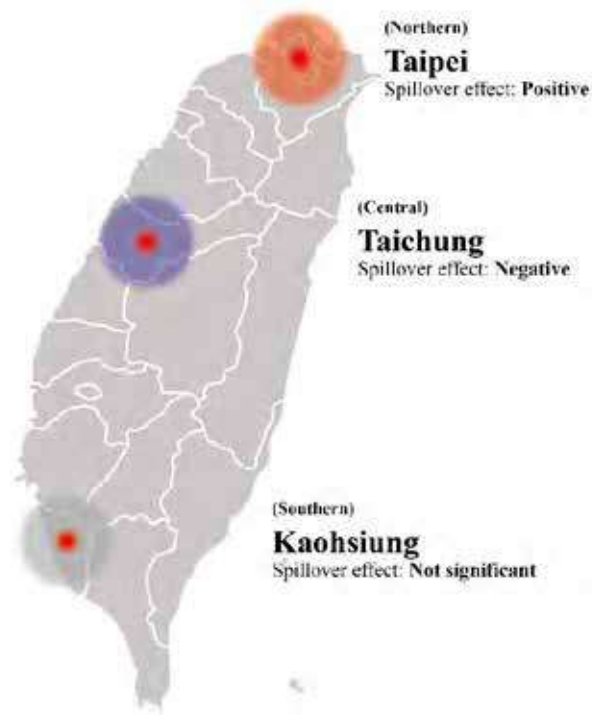 (Northern)
Taipei
Spillover effect: Positive
(Central)
Taichung
Spillover effect: Negative
(Southern)
Kaohsiung
Spillover effect: Not significant